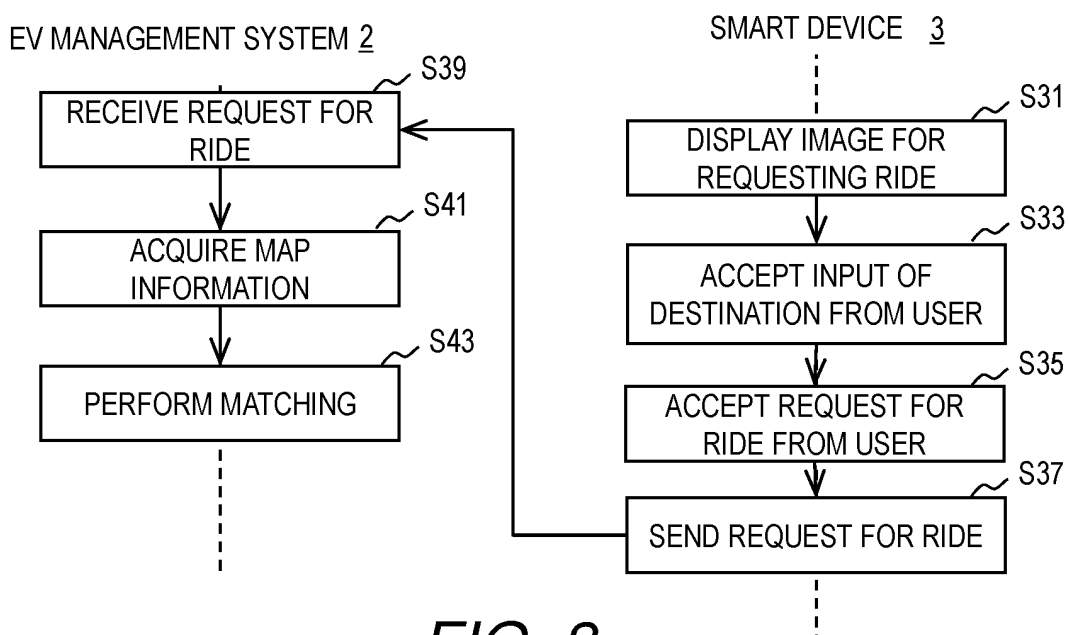 EV MANAGEMENT SYSTEM 2
SMART DEVICE 3
S39
RECEIVE REQUEST FOR
RIDE
S41
ACQUIRE MAP
INFORMATION
S43
PERFORM MATCHING
S31
DISPLAY IMAGE FOR
REQUESTING RIDE
S33
ACCEPT INPUT OF
DESTINATION FROM USER
S35
ACCEPT REQUEST FOR
RIDE FROM USER
S37
SEND REQUEST FOR RIDE
FIG.